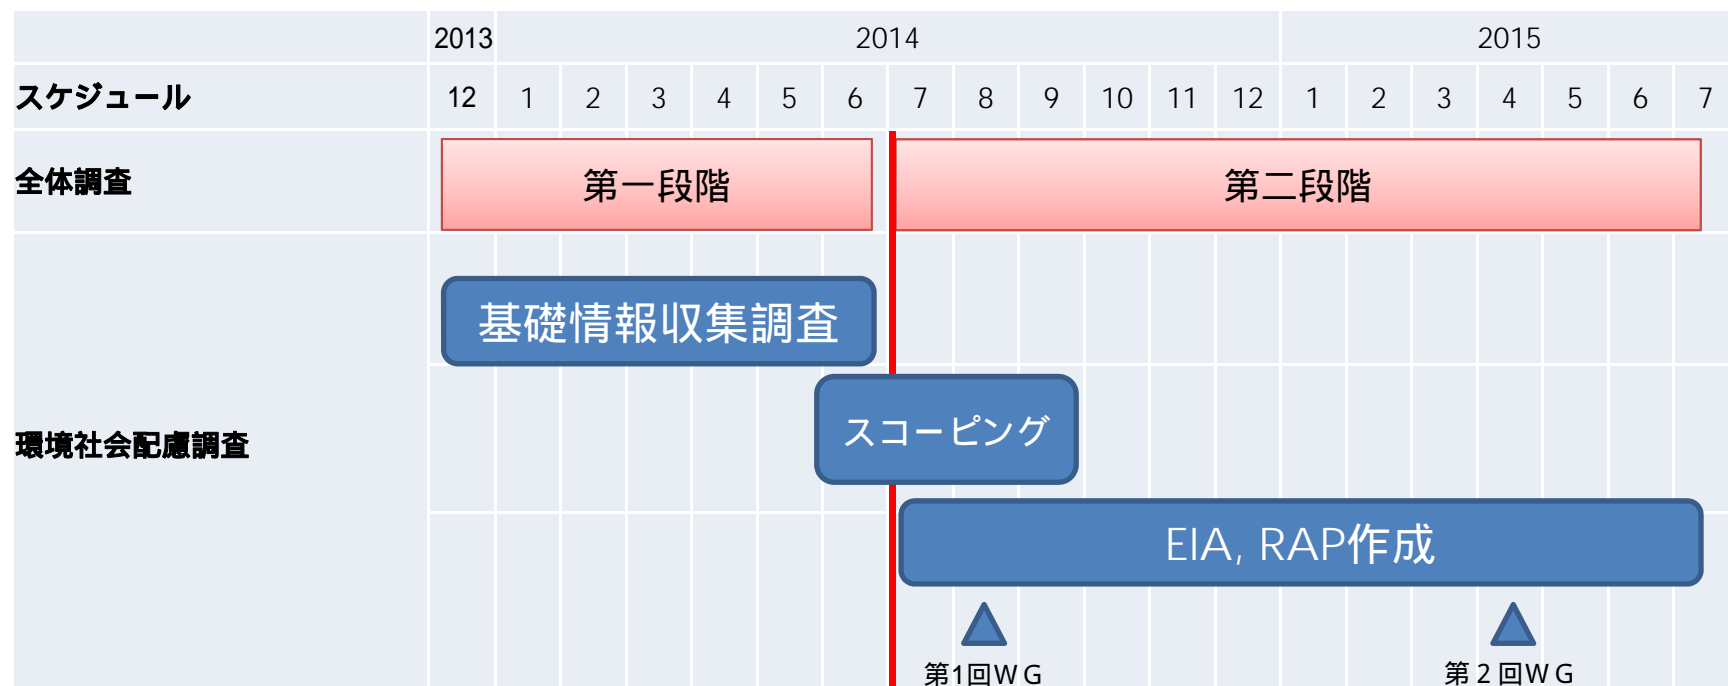 2013 2014 2015
スケジュール 12 1 2 3 4 5 6 7 8 9 10 11 12 1 2 3 4 5 6 7
全体調査 第一段階 第二段階
基礎情報収集調査
スコーピング
環境社会配慮調査
EIA, RAP作成
第1回WG 第2回WG